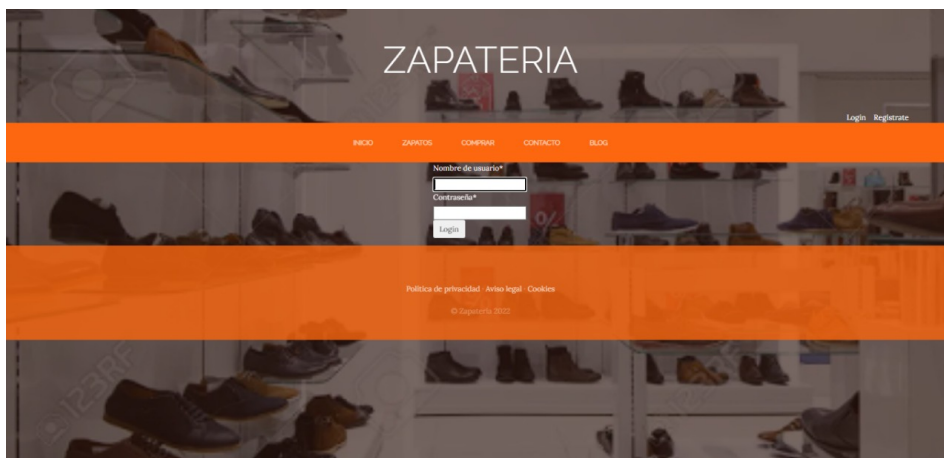 ZAPATERIA
Login Registrate
INICIO ZAPATOS COMPRAR CONTACTO BLOG
Nombre de usuario*
Contraseña*
Login
Política de privacidad · Aviso legal · Cookies
© Zapatería 2022
123RF
%